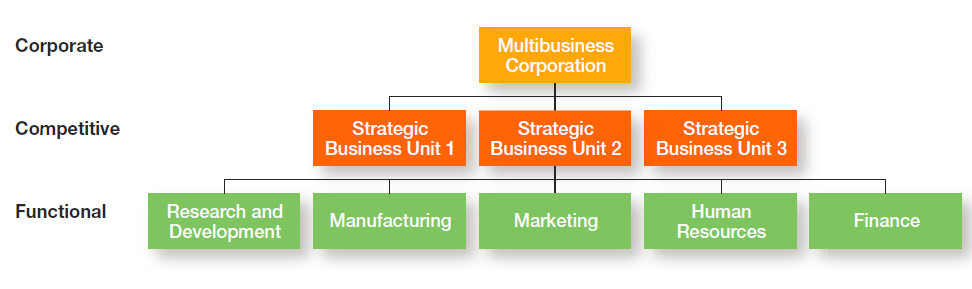 Corporate
Multibusiness
Corporation
Competitive
Strategic
Business Unit 1
Strategic
Business Unit 2
Strategic
Business Unit 3
Functional
Research and
Development
Manufacturing
Marketing
Human
Resources
Finance